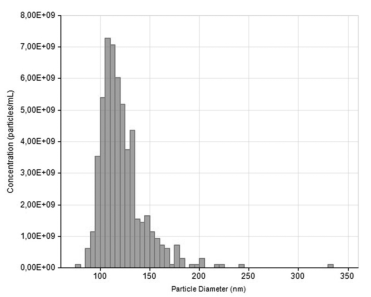 8,00E+09
7,00E+09
6,00E+09
5,00E+09
4,00E+09
3,00E+09
2,00E+09
1,00E+09
0,00E+00
Concentration (particles/mL)
100 150 200 250 300 350
Particle Diameter (nm)